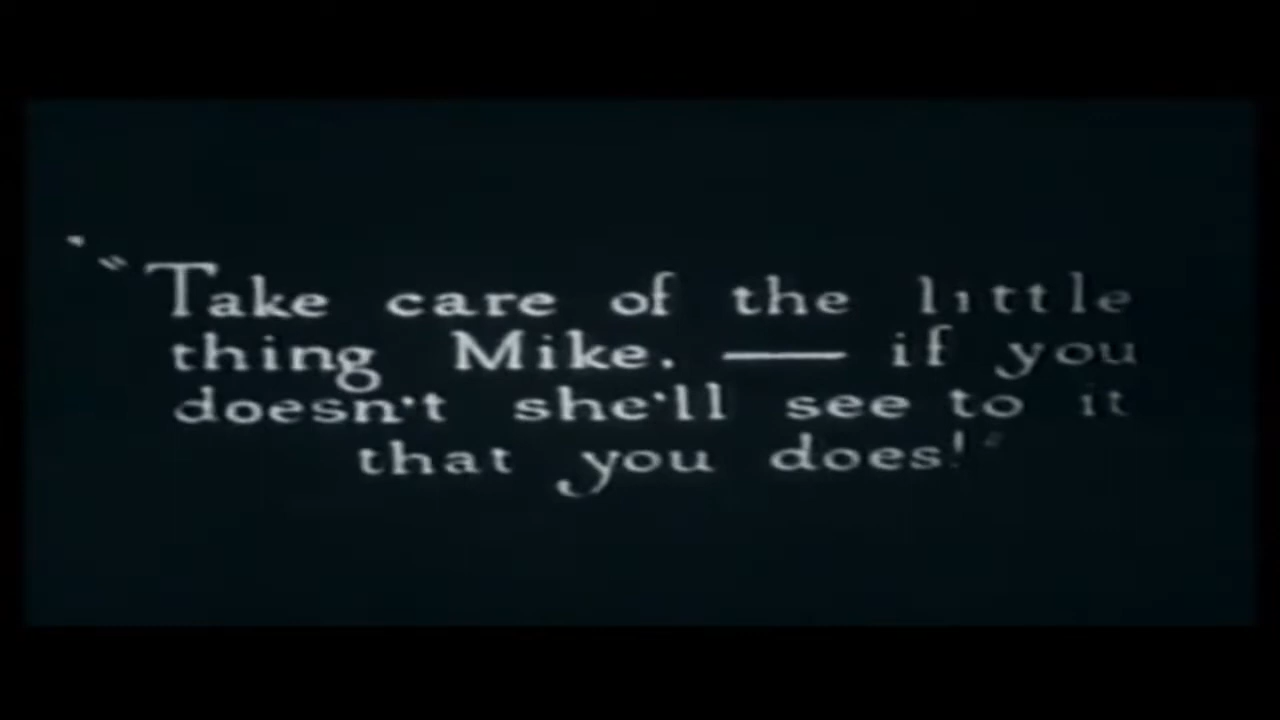 "Take care of the little
thing Mike. — if you
doesn't she'll see to it
that you does!"